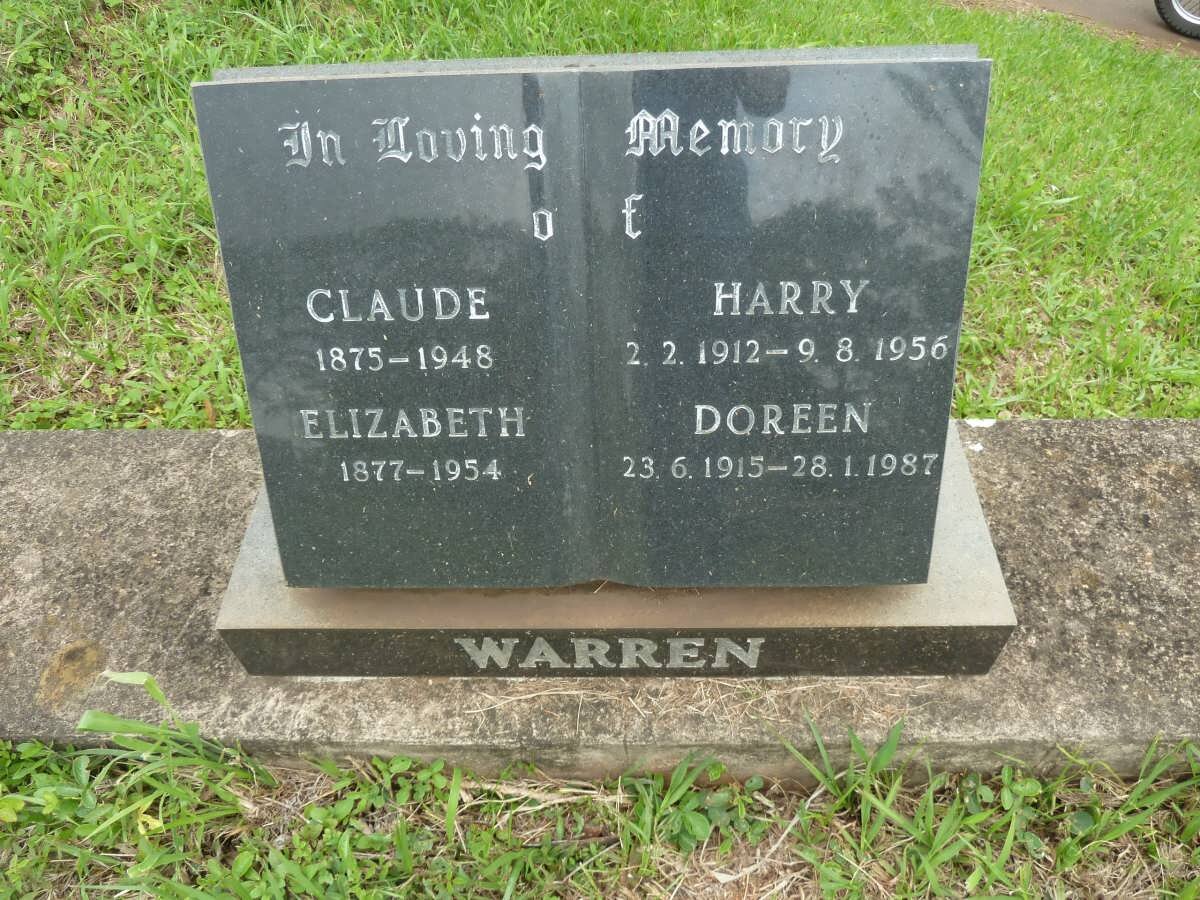 In Loving Memory
of
CLAUDE
1875-1948
ELIZABETH
1877-1954
HARRY
2. 2. 1912-9. 8. 1956
DOREEN
23. 6. 1915-28. 1. 1987
WARREN